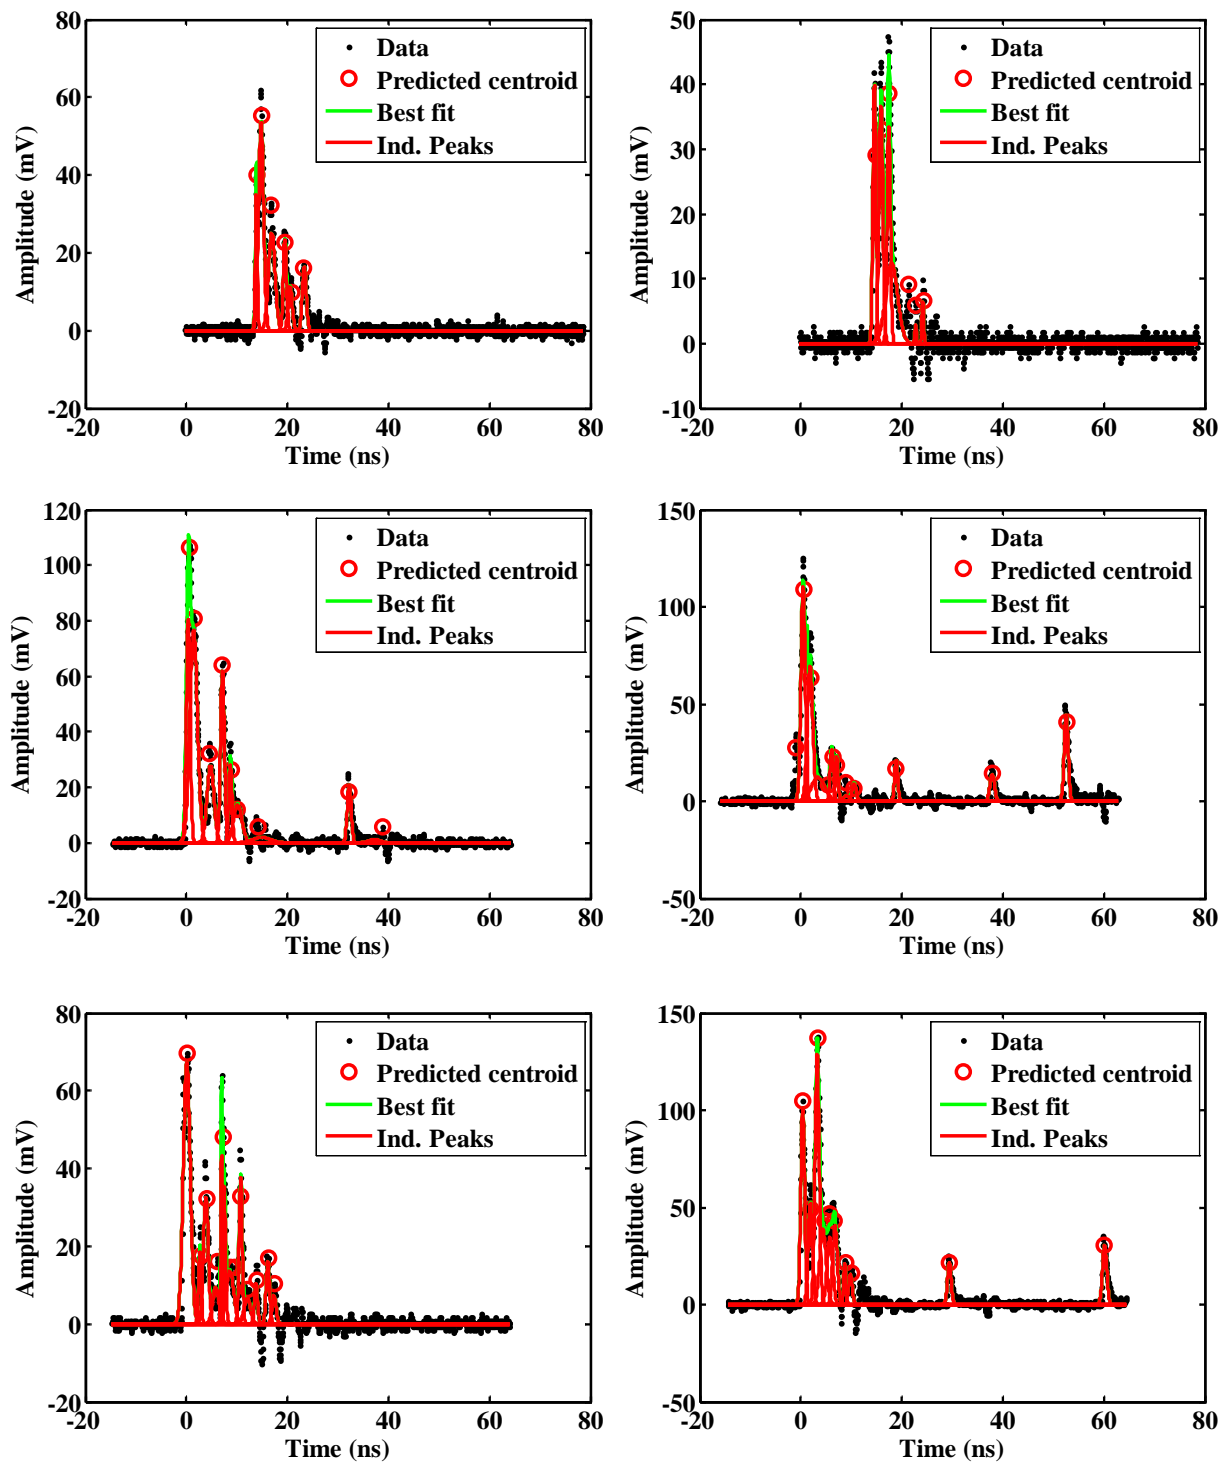 80
60
40
20
0
-20
-20 0 20 40 60 80
Amplitude (mV)
Time (ns)
Data
Predicted centroid
Best fit
Ind. Peaks
50
40
30
20
10
0
-10
-20 0 20 40 60 80
Amplitude (mV)
Time (ns)
Data
Predicted centroid
Best fit
Ind. Peaks
120
100
80
60
40
20
0
-20
-20 0 20 40 60 80
Amplitude (mV)
Time (ns)
Data
Predicted centroid
Best fit
Ind. Peaks
150
100
50
0
-50
-20 0 20 40 60 80
Amplitude (mV)
Time (ns)
Data
Predicted centroid
Best fit
Ind. Peaks
80
60
40
20
0
-20
-20 0 20 40 60 80
Amplitude (mV)
Time (ns)
Data
Predicted centroid
Best fit
Ind. Peaks
150
100
50
0
-50
-20 0 20 40 60 80
Amplitude (mV)
Time (ns)
Data
Predicted centroid
Best fit
Ind. Peaks